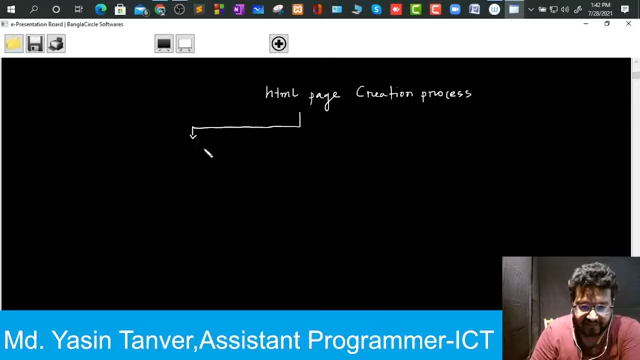 1:42 PM
7/28/2021
e-Presentation Board | BanglaCircle Softwares
html page Creation process
Md. Yasin Tanver,Assistant Programmer-ICT